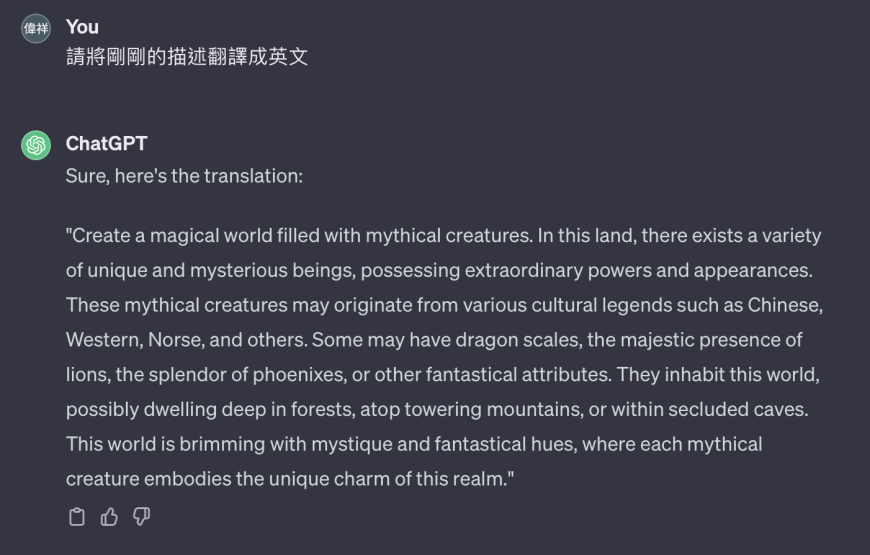 偉祥
You
請將剛剛的描述翻譯成英文
ChatGPT
Sure, here's the translation:
"Create a magical world filled with mythical creatures. In this land, there exists a variety
of unique and mysterious beings, possessing extraordinary powers and appearances.
These mythical creatures may originate from various cultural legends such as Chinese,
Western, Norse, and others. Some may have dragon scales, the majestic presence of
lions, the splendor of phoenixes, or other fantastical attributes. They inhabit this world,
possibly dwelling deep in forests, atop towering mountains, or within secluded caves.
This world is brimming with mystique and fantastical hues, where each mythical
creature embodies the unique charm of this realm."